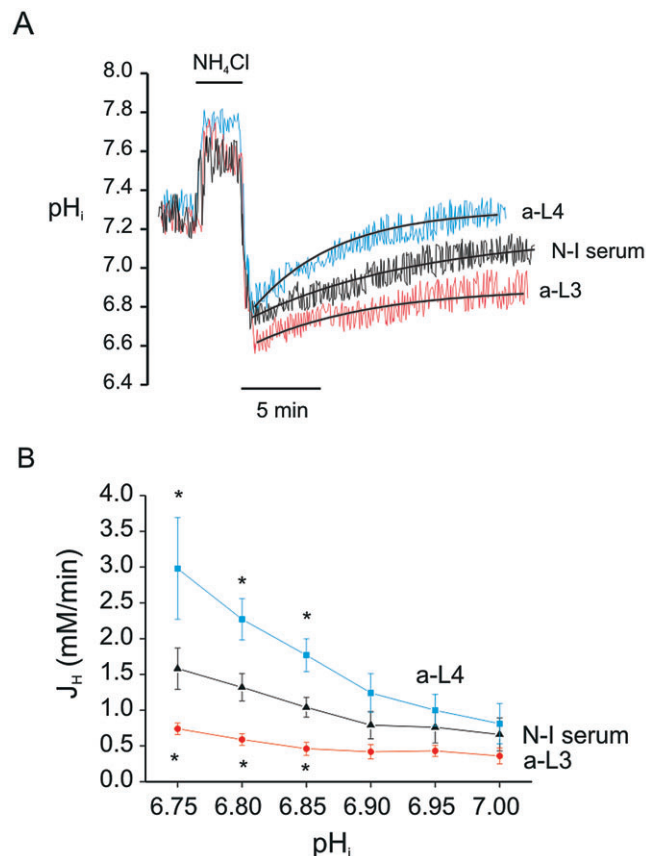 A
NH₄Cl
8.0
7.8
7.6
7.4
pHᵢ
7.2
7.0
6.8
6.6
6.4
a-L4
N-I serum
a-L3
5 min
B
4.0
*
3.5
3.0
*
2.5
*
2.0
J_H (mM/min)
1.5
a-L4
1.0
N-I serum
0.5
a-L3
* * *
0.0
6.75 6.80 6.85 6.90 6.95 7.00
pHᵢ